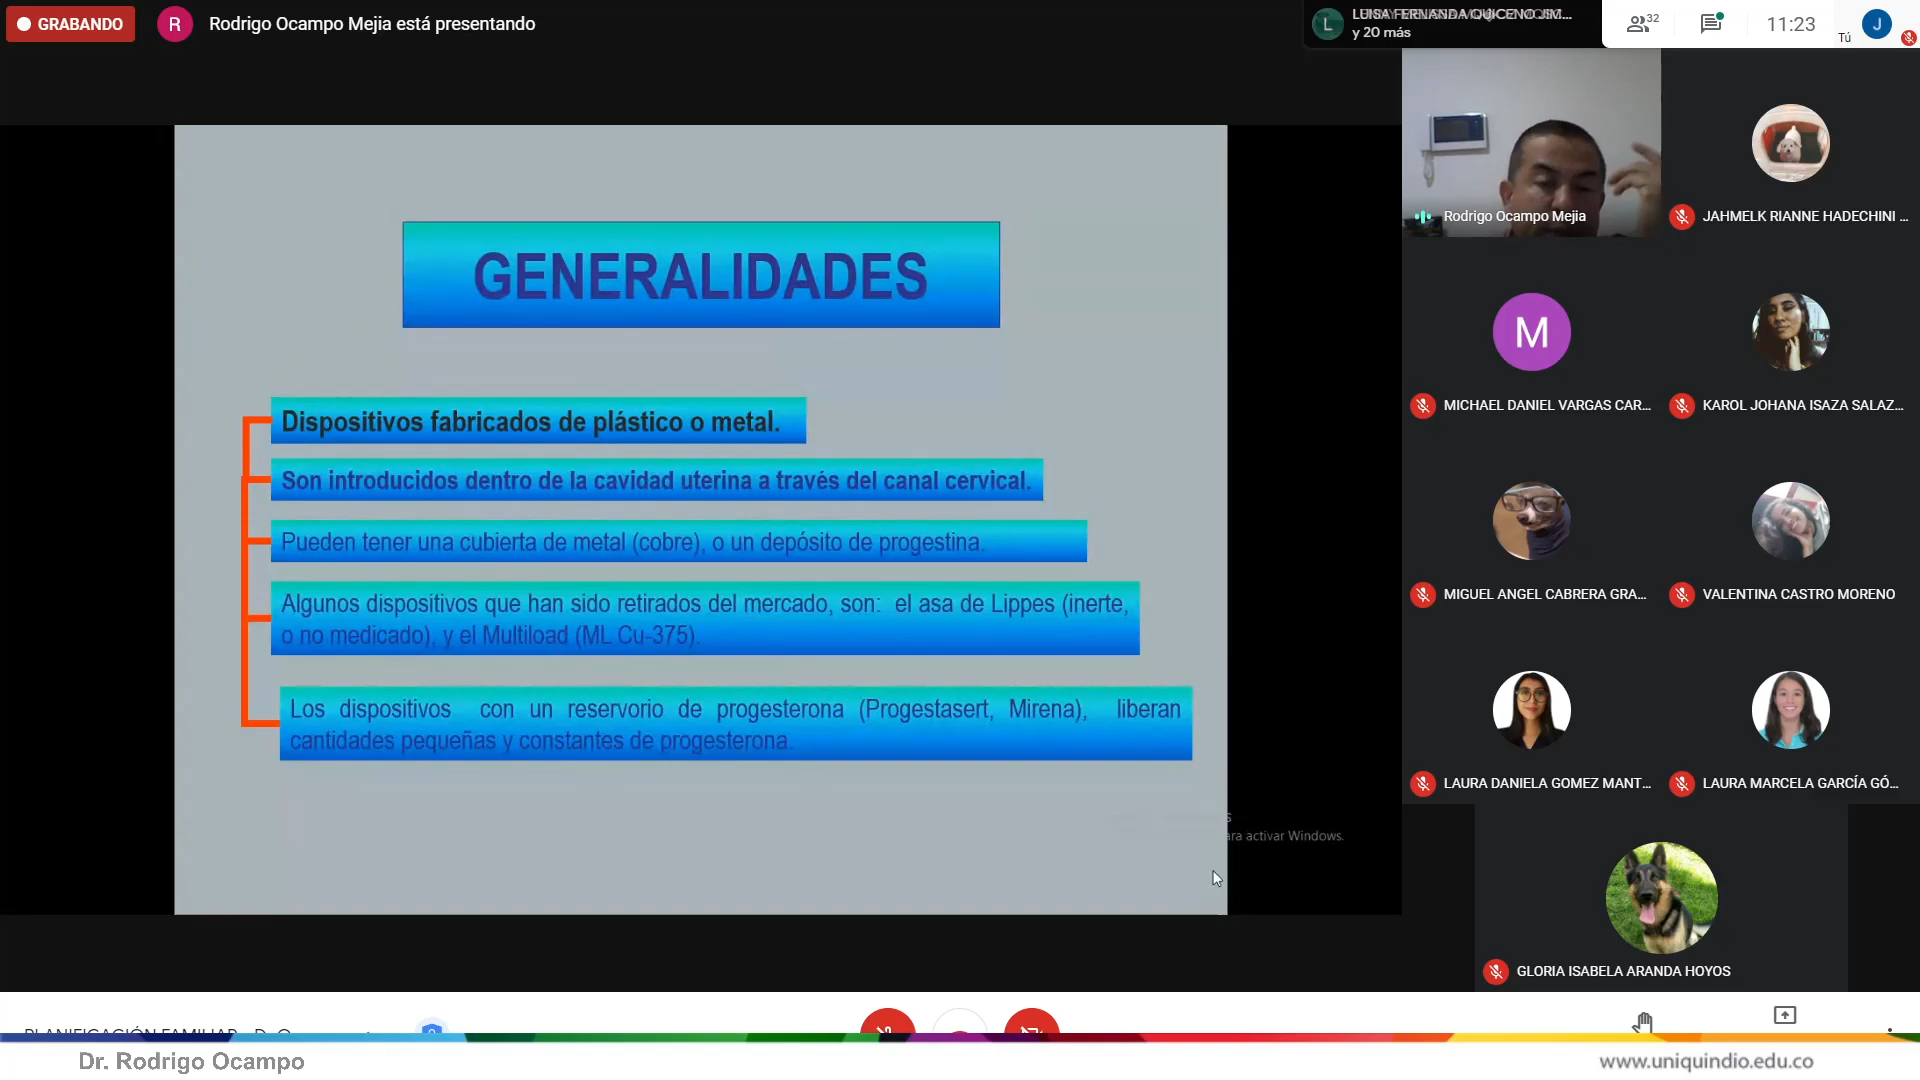 GRABANDO
R
Rodrigo Ocampo Mejia está presentando
L
y 20 más
32
11:23
Tú
J
GENERALIDADES
Dispositivos fabricados de plástico o metal.
Son introducidos dentro de la cavidad uterina a través del canal cervical.
Pueden tener una cubierta de metal (cobre), o un depósito de progestina.
Algunos dispositivos que han sido retirados del mercado, son: el asa de Lippes (inerte,
o no medicado), y el Multiload (ML Cu-375).
Los dispositivos con un reservorio de progesterona (Progestasert, Mirena), liberan
cantidades pequeñas y constantes de progesterona.
activar Windows.
Rodrigo Ocampo Mejia
JAHMELK RIANNE HADECHINI ...
M
MICHAEL DANIEL VARGAS CAR...
KAROL JOHANA ISAZA SALAZ...
MIGUEL ANGEL CABRERA GRA...
VALENTINA CASTRO MORENO
LAURA DANIELA GOMEZ MANT...
LAURA MARCELA GARCÍA GÓ...
GLORIA ISABELA ARANDA HOYOS
PLANIFICACIÓN FAMILIAR
Dr. Rodrigo Ocampo
www.uniquindio.edu.co